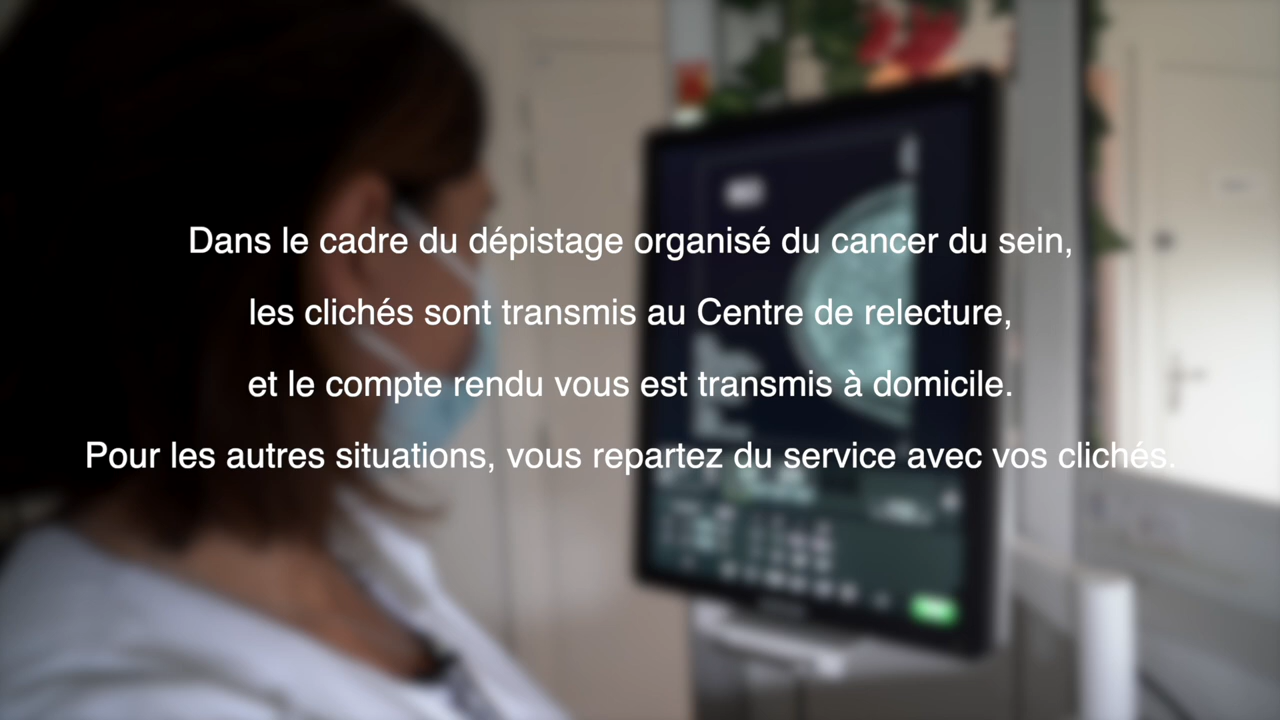 Dans le cadre du dépistage organisé du cancer du sein,
les clichés sont transmis au Centre de relecture,
et le compte rendu vous est transmis à domicile.
Pour les autres situations, vous repartez du service avec vos clichés.